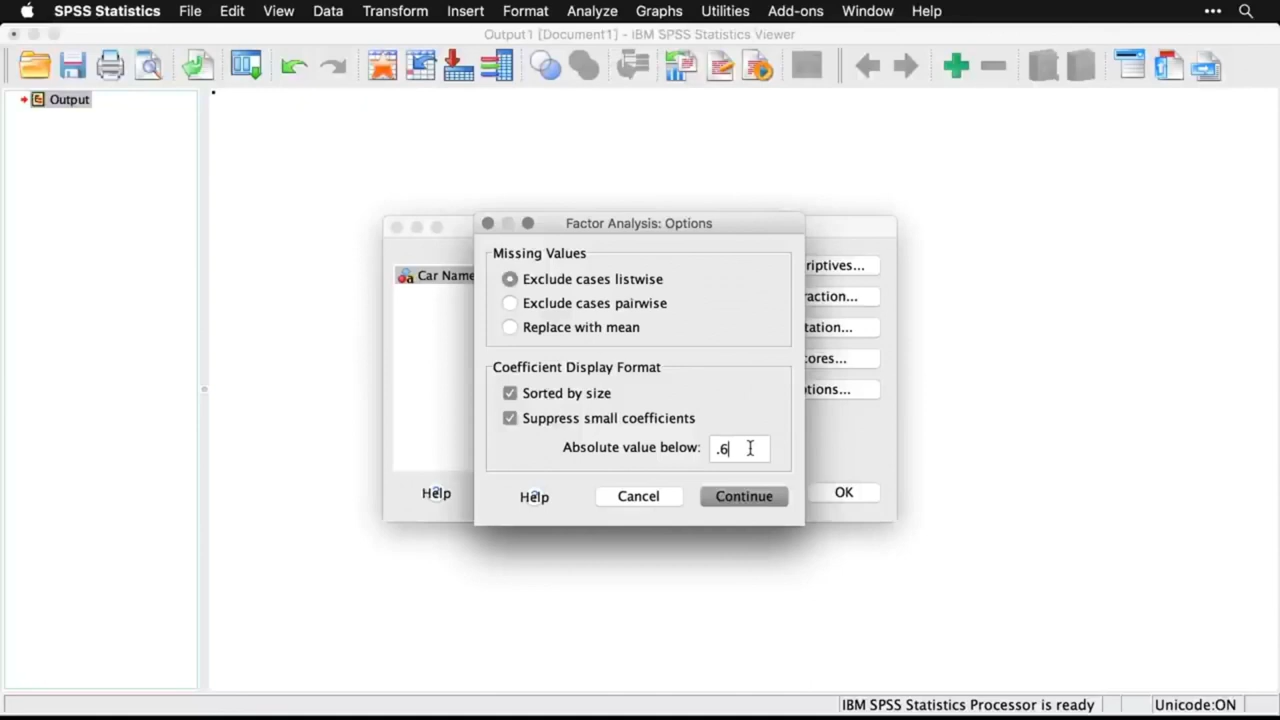 SPSS Statistics File Edit View Data Transform Insert Format Analyze Graphs Utilities Add-ons Window Help
Output1 [Document1] - IBM SPSS Statistics Viewer
Output
Factor Analysis: Options
Missing Values
Exclude cases listwise
Exclude cases pairwise
Replace with mean
Coefficient Display Format
Sorted by size
Suppress small coefficients
Absolute value below: .6
Help Cancel Continue
Car Name
riptives...
raction...
tation...
cores...
ptions...
Help OK
IBM SPSS Statistics Processor is ready Unicode:ON